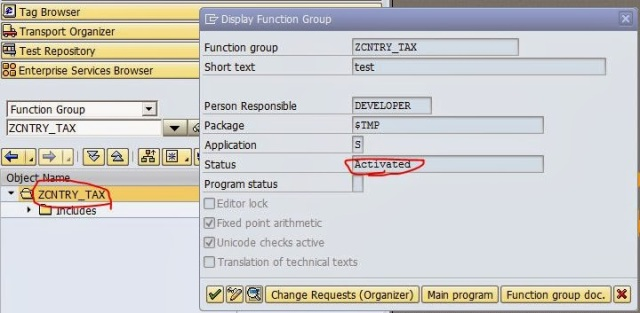 Tag Browser
Transport Organizer
Test Repository
Enterprise Services Browser
Function Group
ZCNTRY_TAX
Object Name
ZCNTRY_TAX
Includes
Display Function Group
Function group ZCNTRY_TAX
Short text test
Person Responsible DEVELOPER
Package $TMP
Application S
Status Activated
Program status
Editor lock
Fixed point arithmetic
Unicode checks active
Translation of technical texts
Change Requests (Organizer) Main program Function group doc.